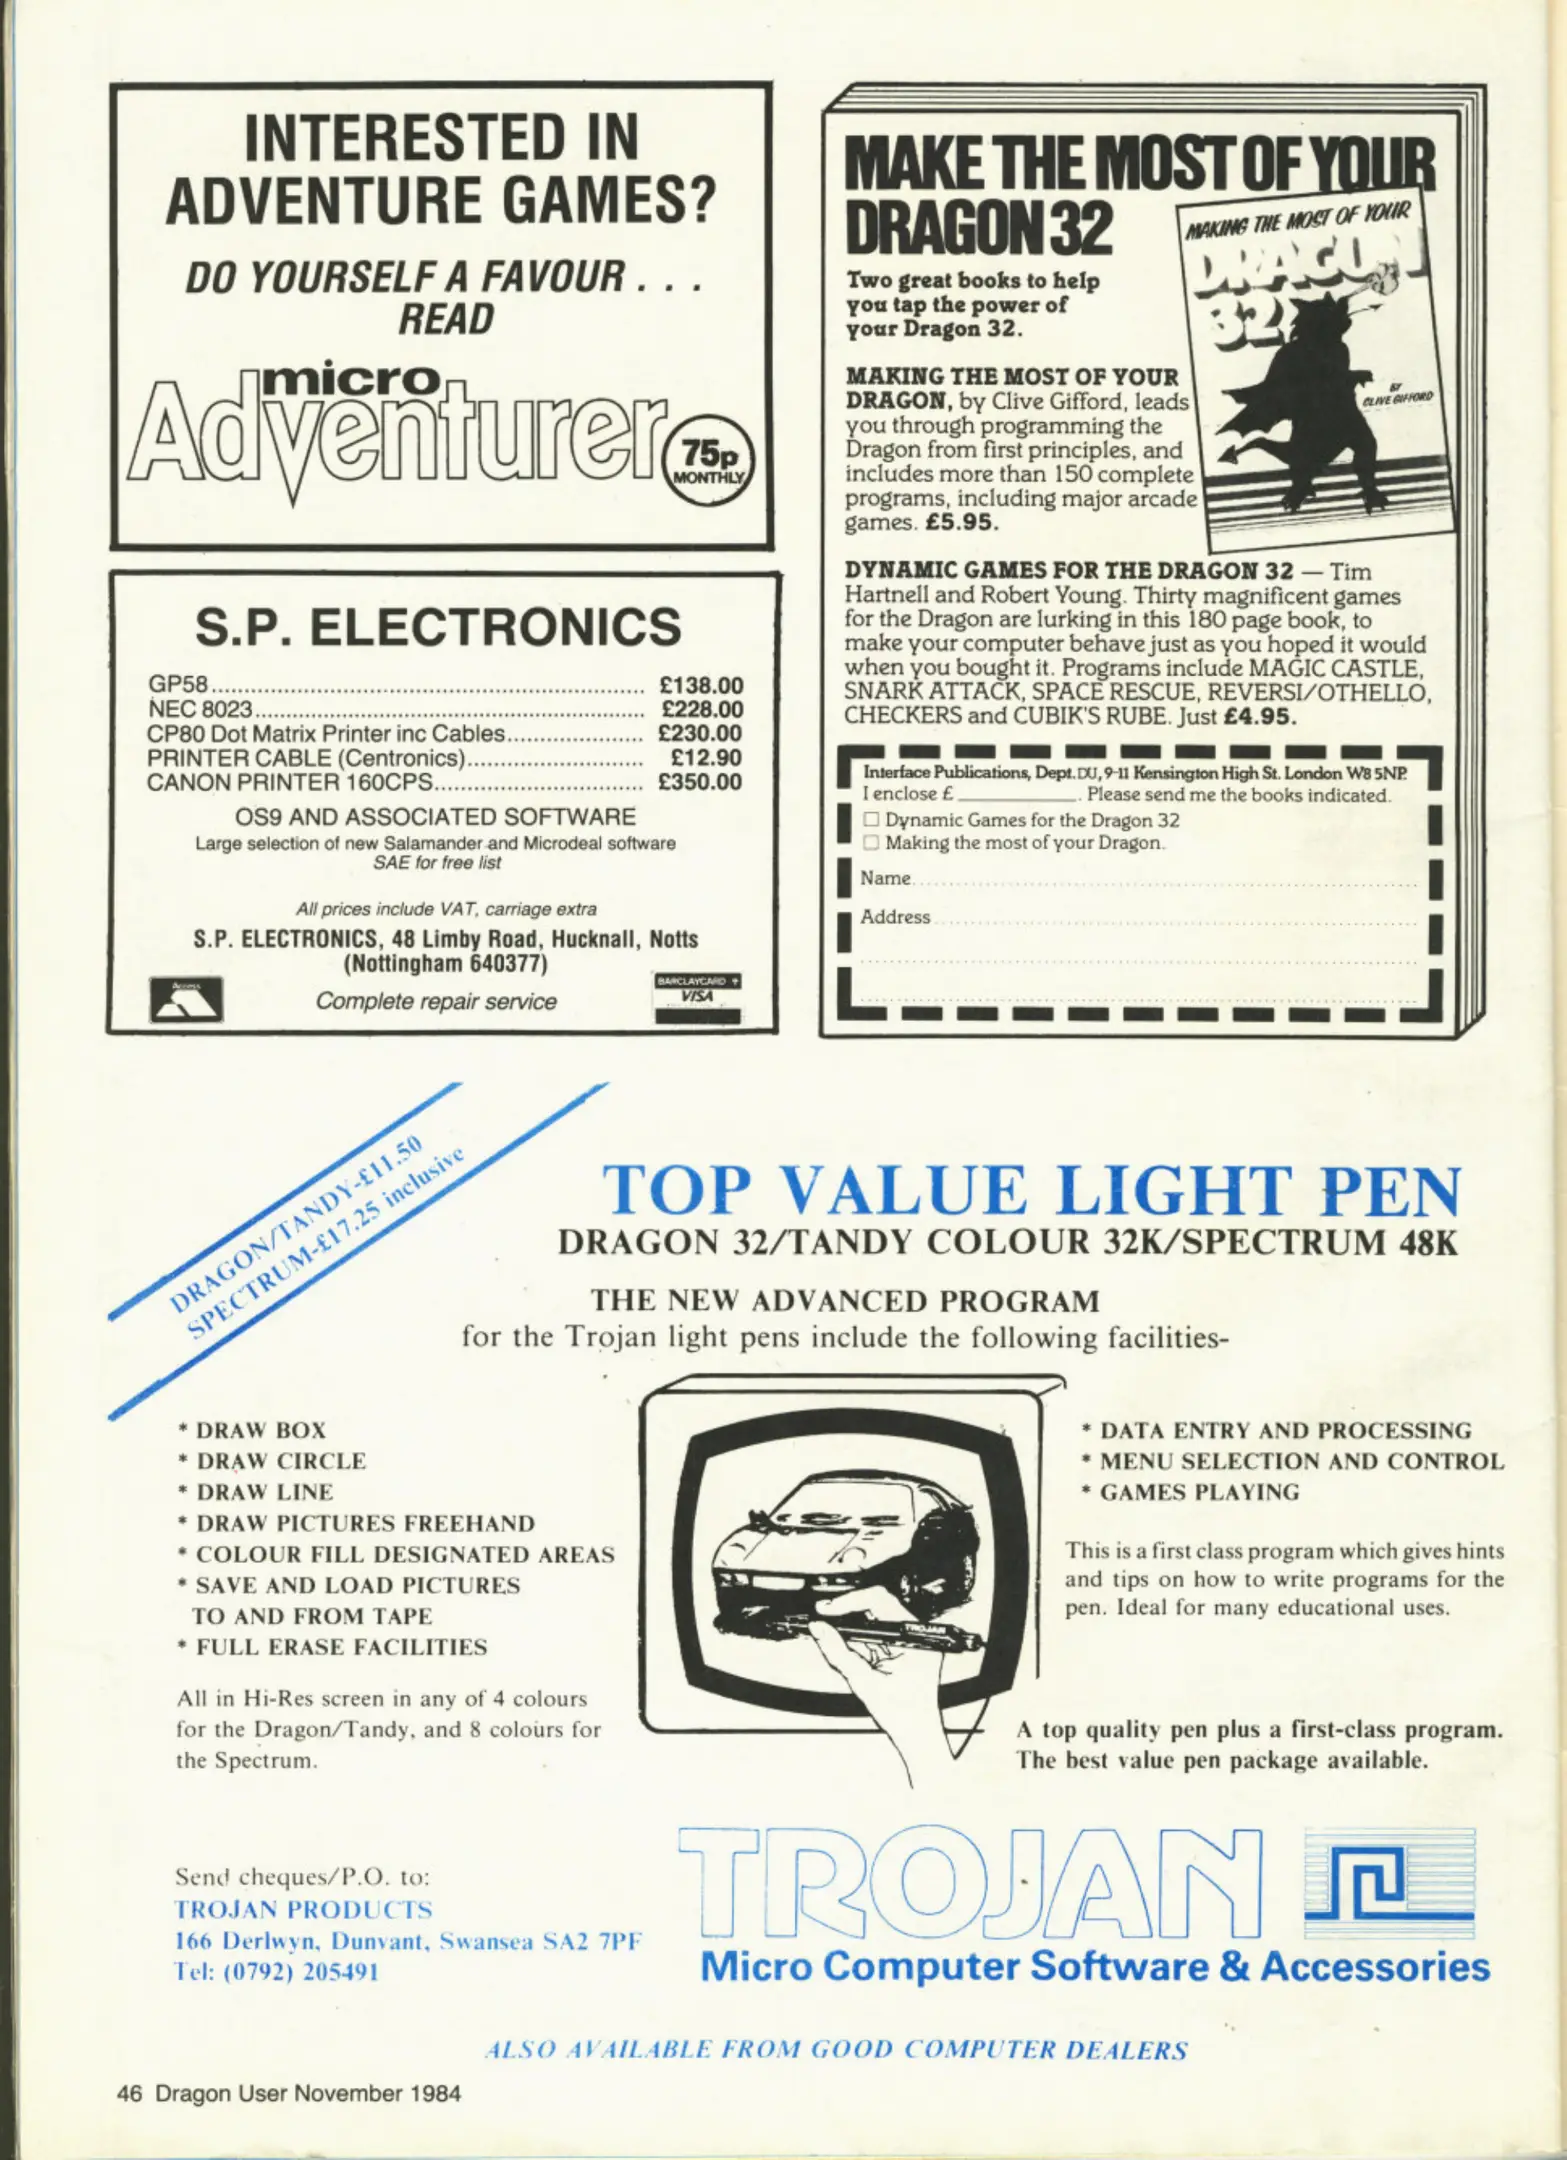 INTERESTED IN
ADVENTURE GAMES?
DO YOURSELF A FAVOUR . . .
READ
micro
Adventurer
75p
MONTHLY
S.P. ELECTRONICS
GP58 £138.00
NEC 8023 £228.00
CP80 Dot Matrix Printer inc Cables £230.00
PRINTER CABLE (Centronics) £12.90
CANON PRINTER 160CPS £350.00
OS9 AND ASSOCIATED SOFTWARE
Large selection of new Salamander and Microdeal software
SAE for free list
All prices include VAT, carriage extra
S.P. ELECTRONICS, 48 Limby Road, Hucknall, Notts
(Nottingham 640377)
Complete repair service
Access
BARCLAYCARD
VISA
MAKE THE MOST OF YOUR
DRAGON 32
Two great books to help
you tap the power of
your Dragon 32.
MAKING THE MOST OF YOUR
DRAGON, by Clive Gifford, leads
you through programming the
Dragon from first principles, and
includes more than 150 complete
programs, including major arcade
games. £5.95.
MAKING THE MOST OF YOUR
DRAGON
32!
BY
CLIVE GIFFORD
DYNAMIC GAMES FOR THE DRAGON 32 — Tim
Hartnell and Robert Young. Thirty magnificent games
for the Dragon are lurking in this 180 page book, to
make your computer behave just as you hoped it would
when you bought it. Programs include MAGIC CASTLE,
SNARK ATTACK, SPACE RESCUE, REVERSI/OTHELLO,
CHECKERS and CUBIK'S RUBE. Just £4.95.
Interface Publications, Dept. DU, 9-11 Kensington High St. London W8 5NP.
I enclose £ ________. Please send me the books indicated.
☐ Dynamic Games for the Dragon 32
☐ Making the most of your Dragon.
Name
Address
DRAGON/TANDY-£11.50
SPECTRUM-£17.25 inclusive
TOP VALUE LIGHT PEN
DRAGON 32/TANDY COLOUR 32K/SPECTRUM 48K
THE NEW ADVANCED PROGRAM
for the Trojan light pens include the following facilities-
* DRAW BOX
* DRAW CIRCLE
* DRAW LINE
* DRAW PICTURES FREEHAND
* COLOUR FILL DESIGNATED AREAS
* SAVE AND LOAD PICTURES
TO AND FROM TAPE
* FULL ERASE FACILITIES
All in Hi-Res screen in any of 4 colours
for the Dragon/Tandy, and 8 colours for
the Spectrum.
TROJAN
* DATA ENTRY AND PROCESSING
* MENU SELECTION AND CONTROL
* GAMES PLAYING
This is a first class program which gives hints
and tips on how to write programs for the
pen. Ideal for many educational uses.
A top quality pen plus a first-class program.
The best value pen package available.
Send cheques/P.O. to:
TROJAN PRODUCTS
166 Derlwyn, Dunvant, Swansea SA2 7PF
Tel: (0792) 205491
TROJAN
Micro Computer Software & Accessories
ALSO AVAILABLE FROM GOOD COMPUTER DEALERS
46 Dragon User November 1984